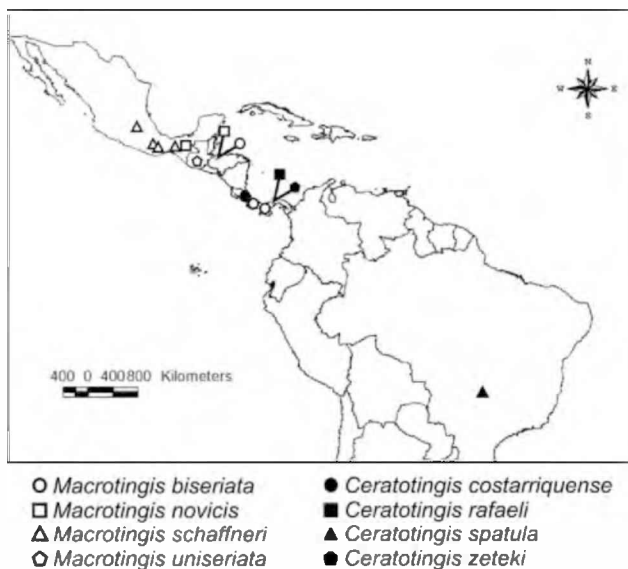 N
W E
S
400 0 400800 Kilometers
Macrotingis biseriata Ceratotingis costarriquense
Macrotingis novicis Ceratotingis rafaeli
Macrotingis schaffneri Ceratotingis spatula
Macrotingis uniseriata Ceratotingis zeteki